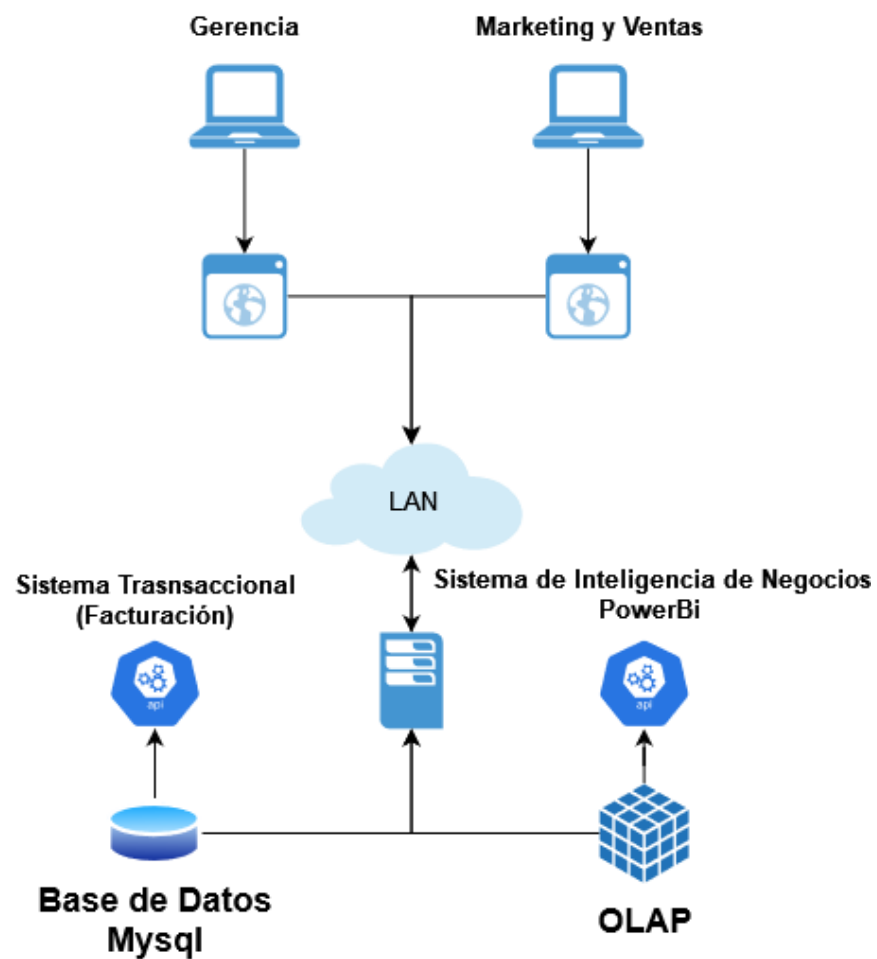 Gerencia
Marketing y Ventas
LAN
Sistema Trasnsaccional
(Facturación)
Sistema de Inteligencia de Negocios
PowerBi
api
api
Base de Datos
Mysql
OLAP